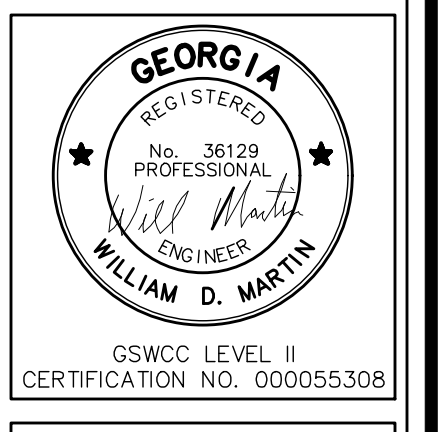 GEORGIA
REGISTERED
No. 36129
PROFESSIONAL
Will Martin
ENGINEER
WILLIAM D. MARTIN
GSWCC LEVEL II
CERTIFICATION NO. 000055308